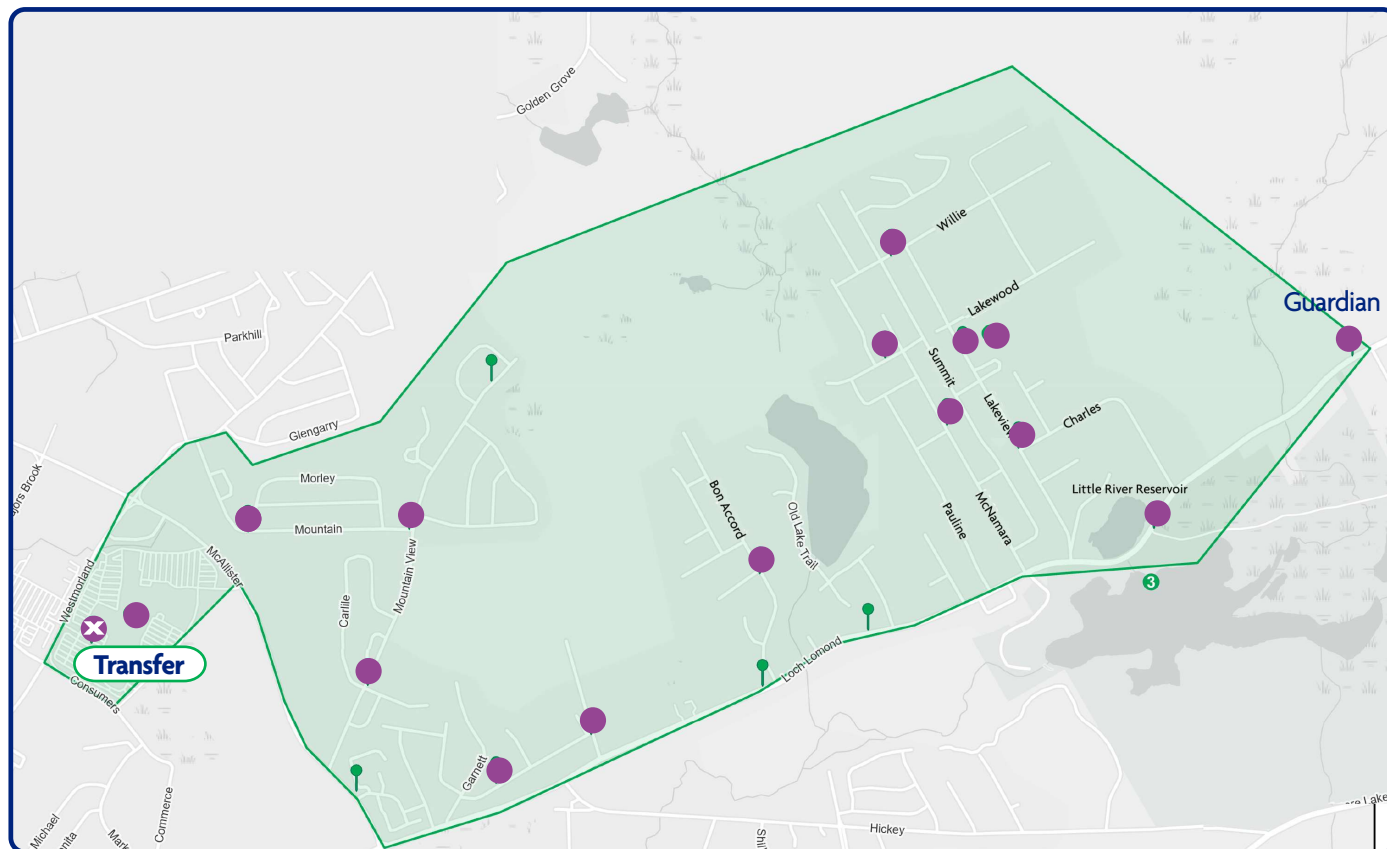 Golden Grove
Willie
Guardian
Lakewood
Parkhill
Summit
Lakeview
Charles
Glengarry
Morley
Mountain
Bon Accord
Old Lake Trail
Pauline
McNamara
Little River Reservoir
McAllister
Westmorland
Carlile
Mountain View
3
X
Transfer
Consumers
Loch Lomond
Garnett
Commerce
Michael
Hickey